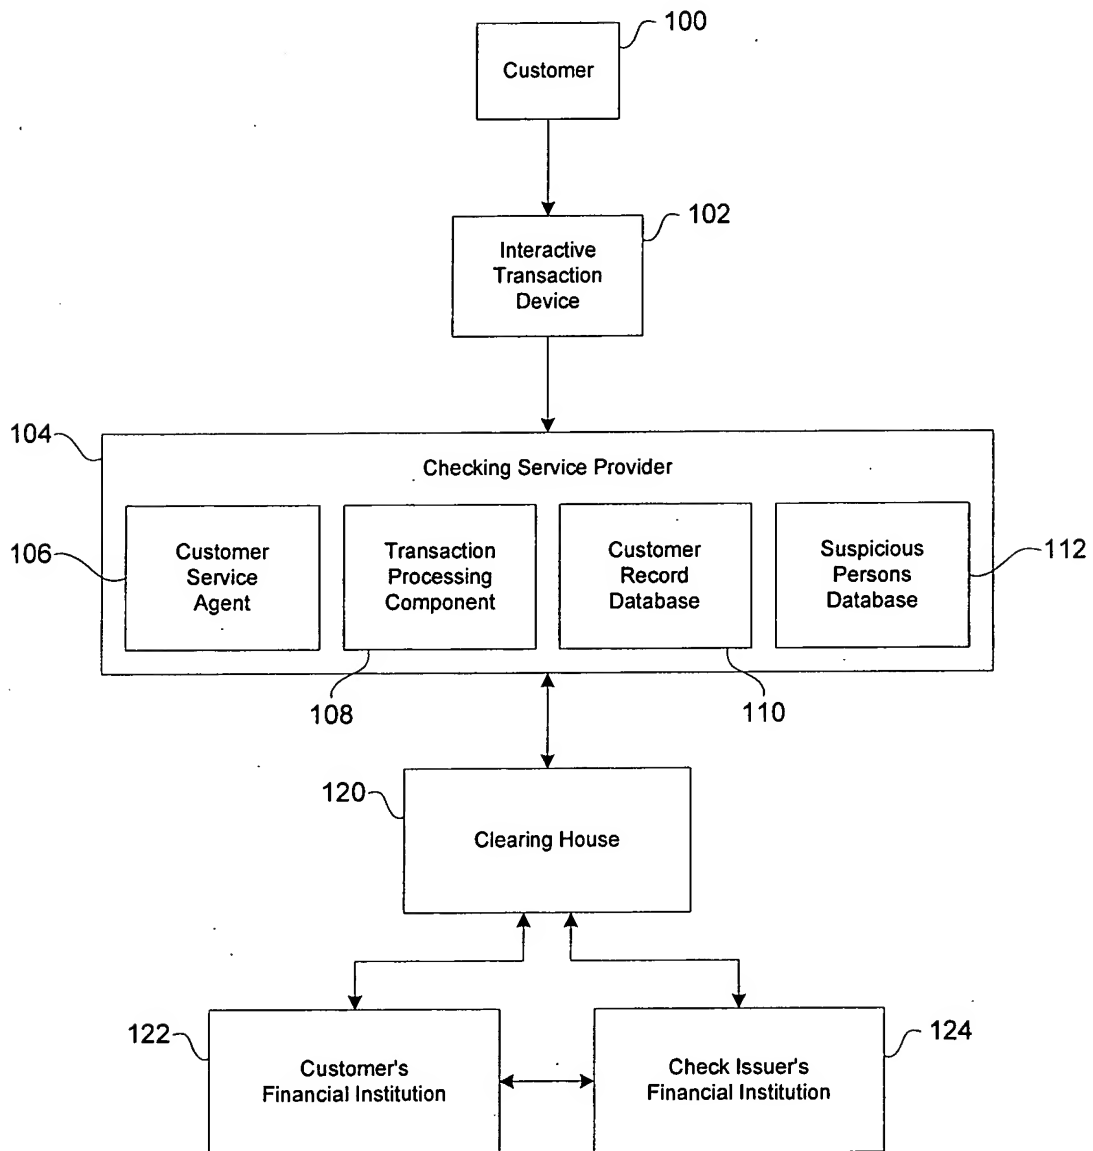 100
Customer
102
Interactive
Transaction
Device
104
Checking Service Provider
106
Customer
Service
Agent
Transaction
Processing
Component
Customer
Record
Database
Suspicious
Persons
Database
112
108
110
120
Clearing House
122
Customer's
Financial Institution
Check Issuer's
Financial Institution
124